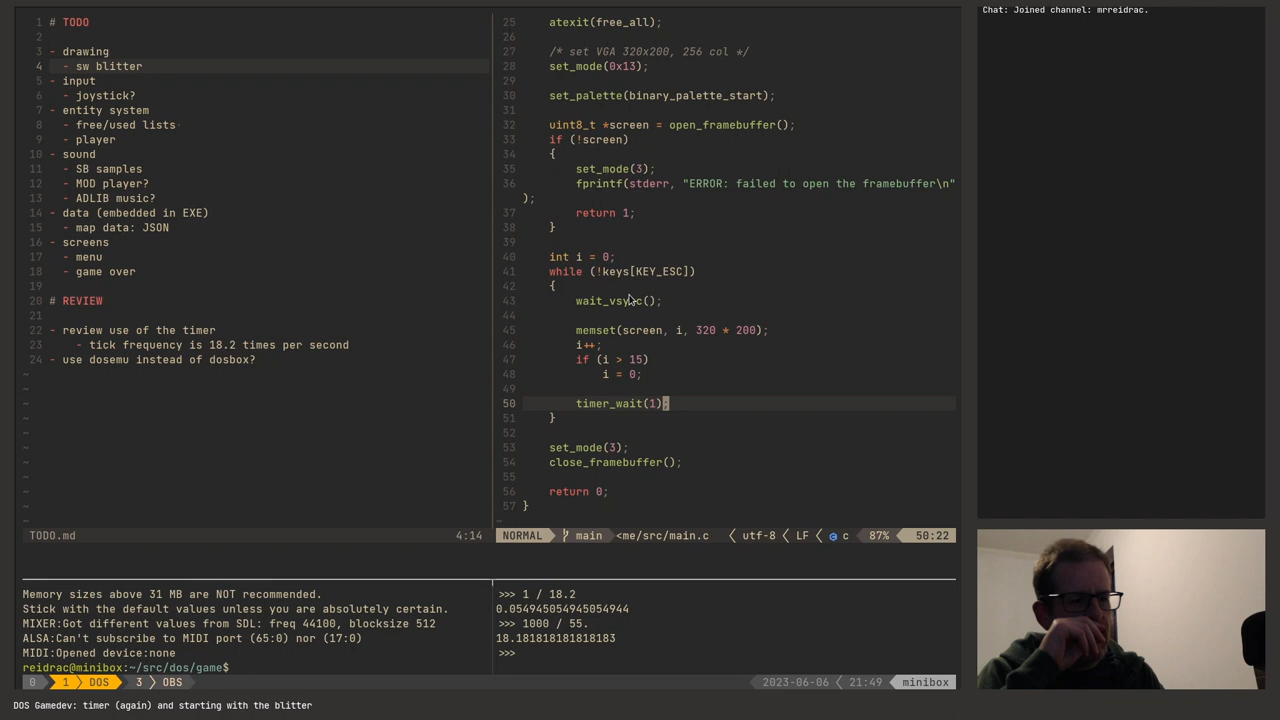 1 # TODO
2
3 - drawing
4   - sw blitter
5 - input
6   - joystick?
7 - entity system
8   - free/used lists
9   - player
10 - sound
11   - SB samples
12   - MOD player?
13   - ADLIB music?
14 - data (embedded in EXE)
15   - map data: JSON
16 - screens
17   - menu
18   - game over
19
20 # REVIEW
21
22 - review use of the timer
23     - tick frequency is 18.2 times per second
24 - use dosemu instead of dosbox?
~
~
~
~
~
~
~
~
~
~
~
TODO.md 4:14
25     atexit(free_all);
26
27     /* set VGA 320x200, 256 col */
28     set_mode(0x13);
29
30     set_palette(binary_palette_start);
31
32     uint8_t *screen = open_framebuffer();
33     if (!screen)
34     {
35         set_mode(3);
36         fprintf(stderr, "ERROR: failed to open the framebuffer\n"
);
37         return 1;
38     }
39
40     int i = 0;
41     while (!keys[KEY_ESC])
42     {
43         wait_vsync();
44
45         memset(screen, i, 320 * 200);
46         i++;
47         if (i > 15)
48             i = 0;
49
50         timer_wait(1);
51     }
52
53     set_mode(3);
54     close_framebuffer();
55
56     return 0;
57 }
~
NORMAL main <me/src/main.c utf-8 LF c 87% 50:22
Memory sizes above 31 MB are NOT recommended.
Stick with the default values unless you are absolutely certain.
MIXER:Got different values from SDL: freq 44100, blocksize 512
ALSA:Can't subscribe to MIDI port (65:0) nor (17:0)
MIDI:Opened device:none
reidrac@minibox:~/src/dos/game$
>>> 1 / 18.2
0.054945054945054944
>>> 1000 / 55.
18.181818181818183
>>>
0 1 DOS 3 OBS 2023-06-06 21:49 minibox
Chat: Joined channel: mrreidrac.
DOS Gamedev: timer (again) and starting with the blitter